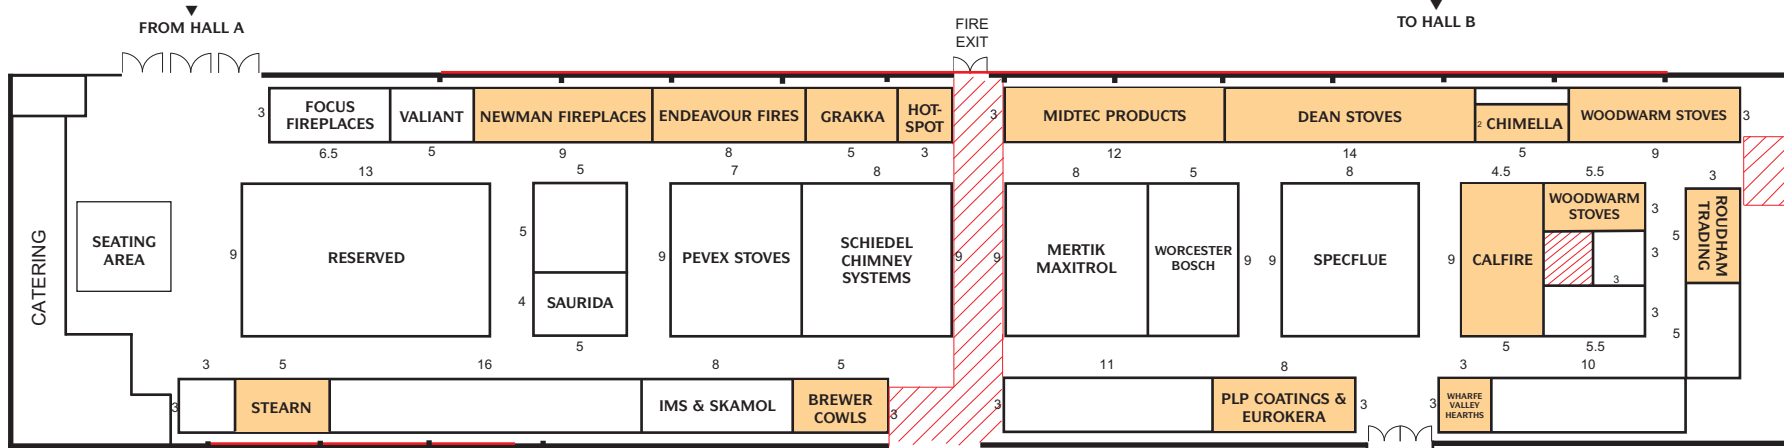 FROM HALL A
FIRE
EXIT
TO HALL B
3
FOCUS
FIREPLACES
VALIANT
NEWMAN FIREPLACES
ENDEAVOUR FIRES
GRAKKA
HOT-
SPOT
3
MIDTEC PRODUCTS
DEAN STOVES
2
CHIMELLA
WOODWARM STOVES
3
6.5
5
9
8
5
3
12
14
5
9
13
5
7
8
8
5
8
4.5
5.5
3
CATERING
SEATING
AREA
9
RESERVED
5
4
SAURIDA
9
PEVEX STOVES
SCHIEDEL
CHIMNEY
SYSTEMS
9
9
MERTIK
MAXITROL
WORCESTER
BOSCH
9
9
SPECFLUE
9
CALFIRE
WOODWARM
STOVES
3
3
3
3
5
ROUDHAM
TRADING
5
5
5
5.5
3
5
16
8
5
11
8
3
10
3
STEARN
IMS & SKAMOL
BREWER
COWLS
3
3
PLP COATINGS &
EUROKERA
3
3
WHARFE
VALLEY
HEARTHS